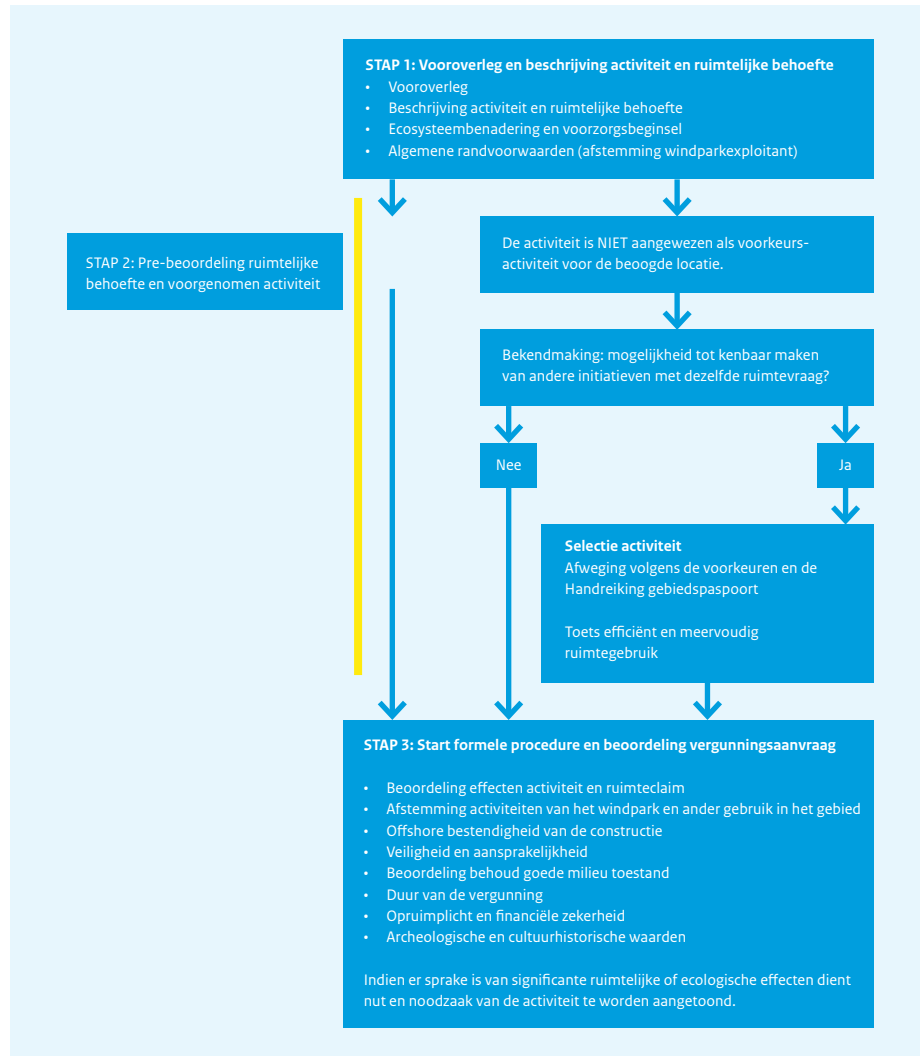 STAP 1: Vooroverleg en beschrijving activiteit en ruimtelijke behoefte
• Vooroverleg
• Beschrijving activiteit en ruimtelijke behoefte
• Ecosysteembenadering en voorzorgsbeginsel
• Algemene randvoorwaarden (afstemming windparkexploitant)
STAP 2: Pre-beoordeling ruimtelijke
behoefte en voorgenomen activiteit
De activiteit is NIET aangewezen als voorkeurs-
activiteit voor de beoogde locatie.
Bekendmaking: mogelijkheid tot kenbaar maken
van andere initiatieven met dezelfde ruimtevraag?
Nee
Ja
Selectie activiteit
Afweging volgens de voorkeuren en de
Handreiking gebiedspaspoort
Toets efficiënt en meervoudig
ruimtegebruik
STAP 3: Start formele procedure en beoordeling vergunningsaanvraag
• Beoordeling effecten activiteit en ruimteclaim
• Afstemming activiteiten van het windpark en ander gebruik in het gebied
• Offshore bestendigheid van de constructie
• Veiligheid en aansprakelijkheid
• Beoordeling behoud goede milieu toestand
• Duur van de vergunning
• Opruimplicht en financiële zekerheid
• Archeologische en cultuurhistorische waarden
Indien er sprake is van significante ruimtelijke of ecologische effecten dient
nut en noodzaak van de activiteit te worden aangetoond.